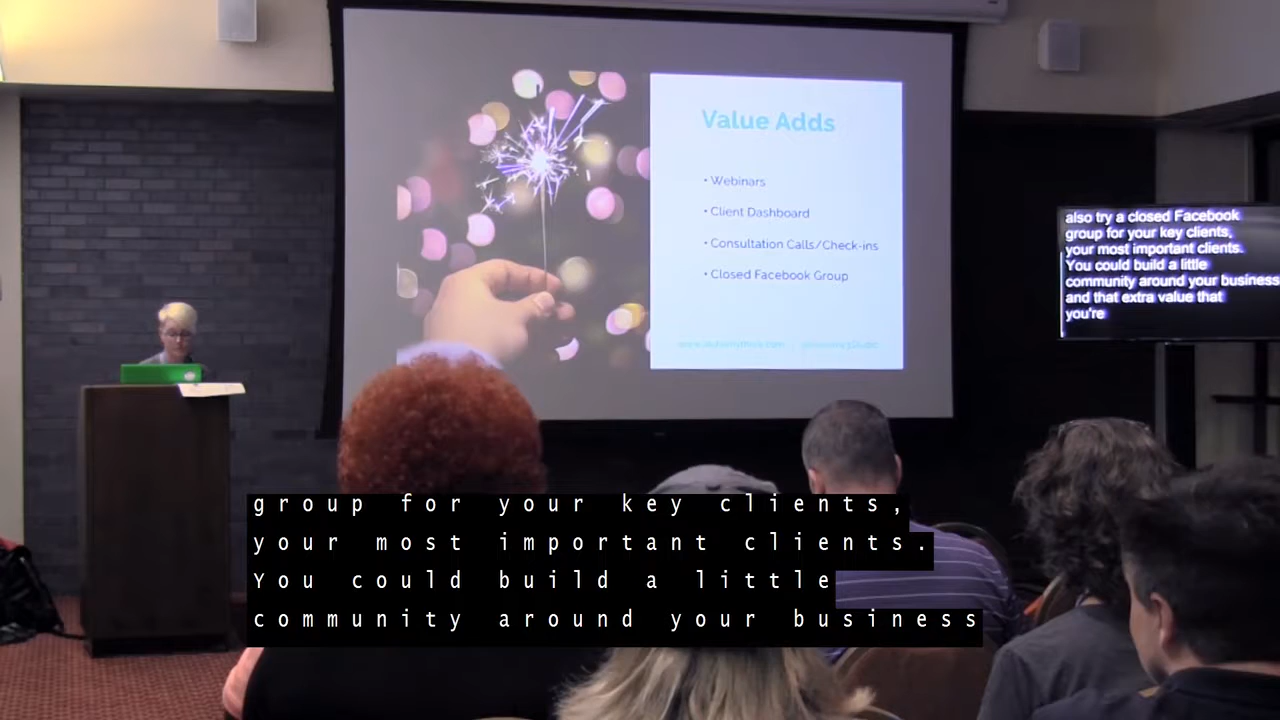 Value Adds
• Webinars
• Client Dashboard
• Consultation Calls/Check-ins
• Closed Facebook Group
also try a closed Facebook
group for your key clients,
your most important clients.
You could build a little
community around your business
and that extra value that
you're
group for your key clients,
your most important clients.
You could build a little
community around your business